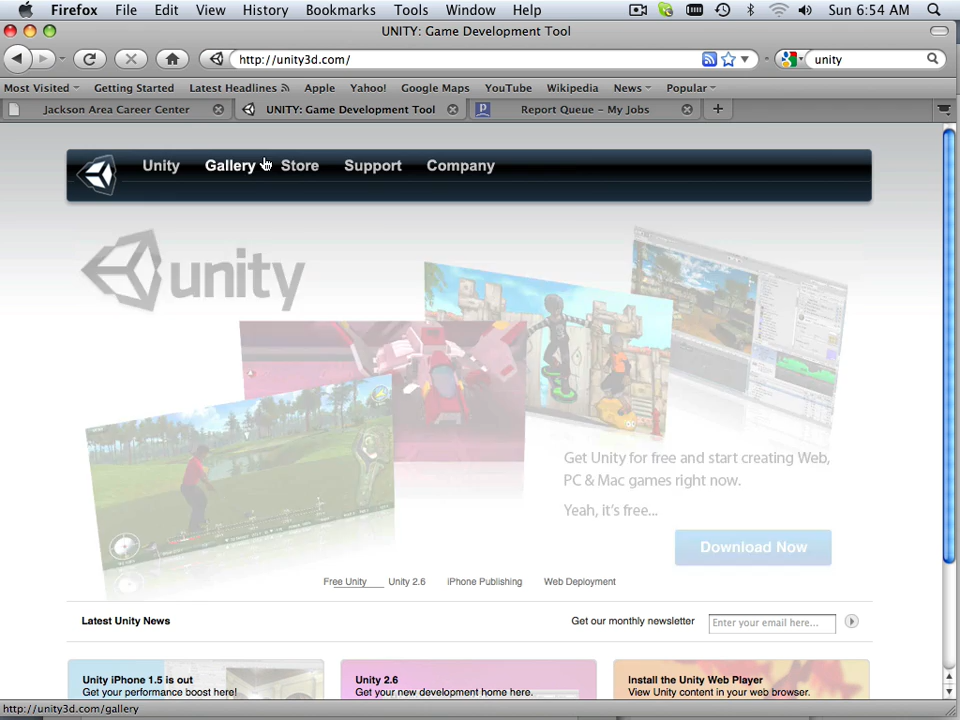 Firefox File Edit View History Bookmarks Tools Window Help Sun 6:54 AM
UNITY: Game Development Tool
http://unity3d.com/ unity
Most Visited Getting Started Latest Headlines Apple Yahoo! Google Maps YouTube Wikipedia News Popular
Jackson Area Career Center UNITY: Game Development Tool Report Queue - My Jobs
Unity Gallery Store Support Company
unity
Get Unity for free and start creating Web,
PC & Mac games right now.
Yeah, it's free...
Download Now
Free Unity Unity 2.6 iPhone Publishing Web Deployment
Latest Unity News Get our monthly newsletter Enter your email here...
Unity iPhone 1.5 is out
Get your performance boost here!
Unity 2.6
Get your new development home here.
Install the Unity Web Player
View Unity content in your web browser.
http://unity3d.com/gallery